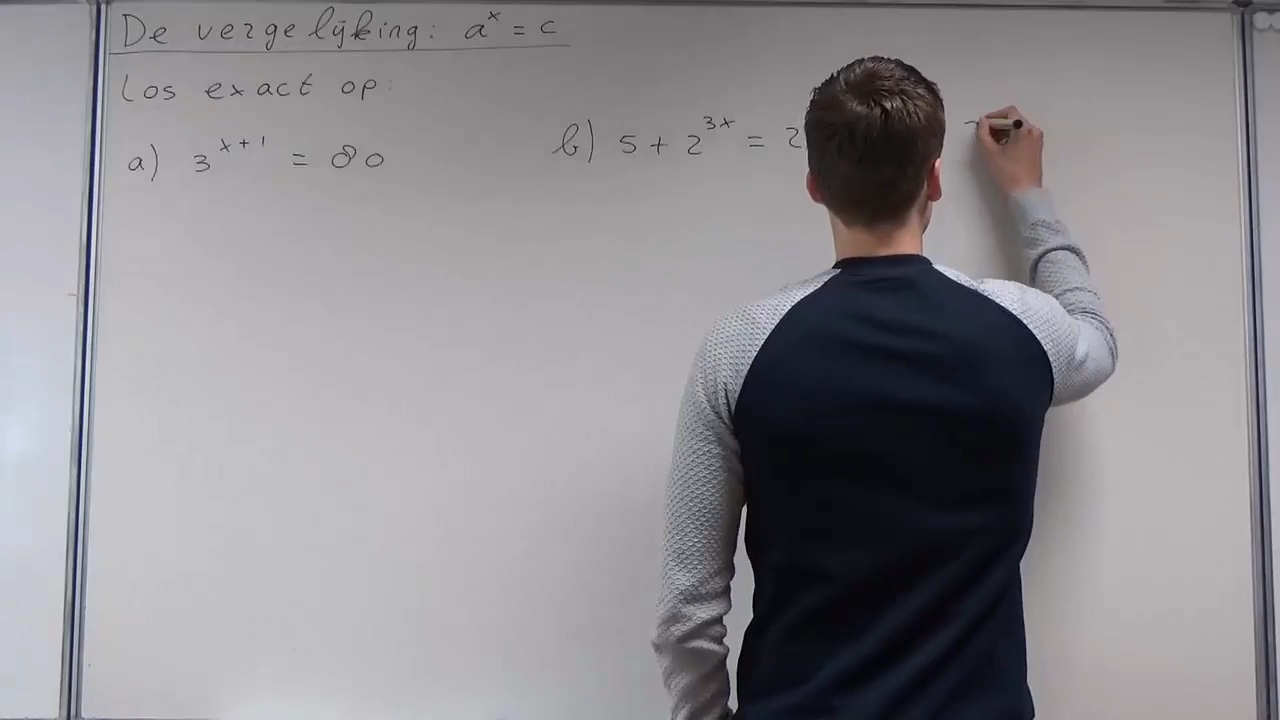 De vergelijking: a^x = c
Los exact op:
a) 3^{x+1} = 80
b) 5 + 2^{3x} = 2